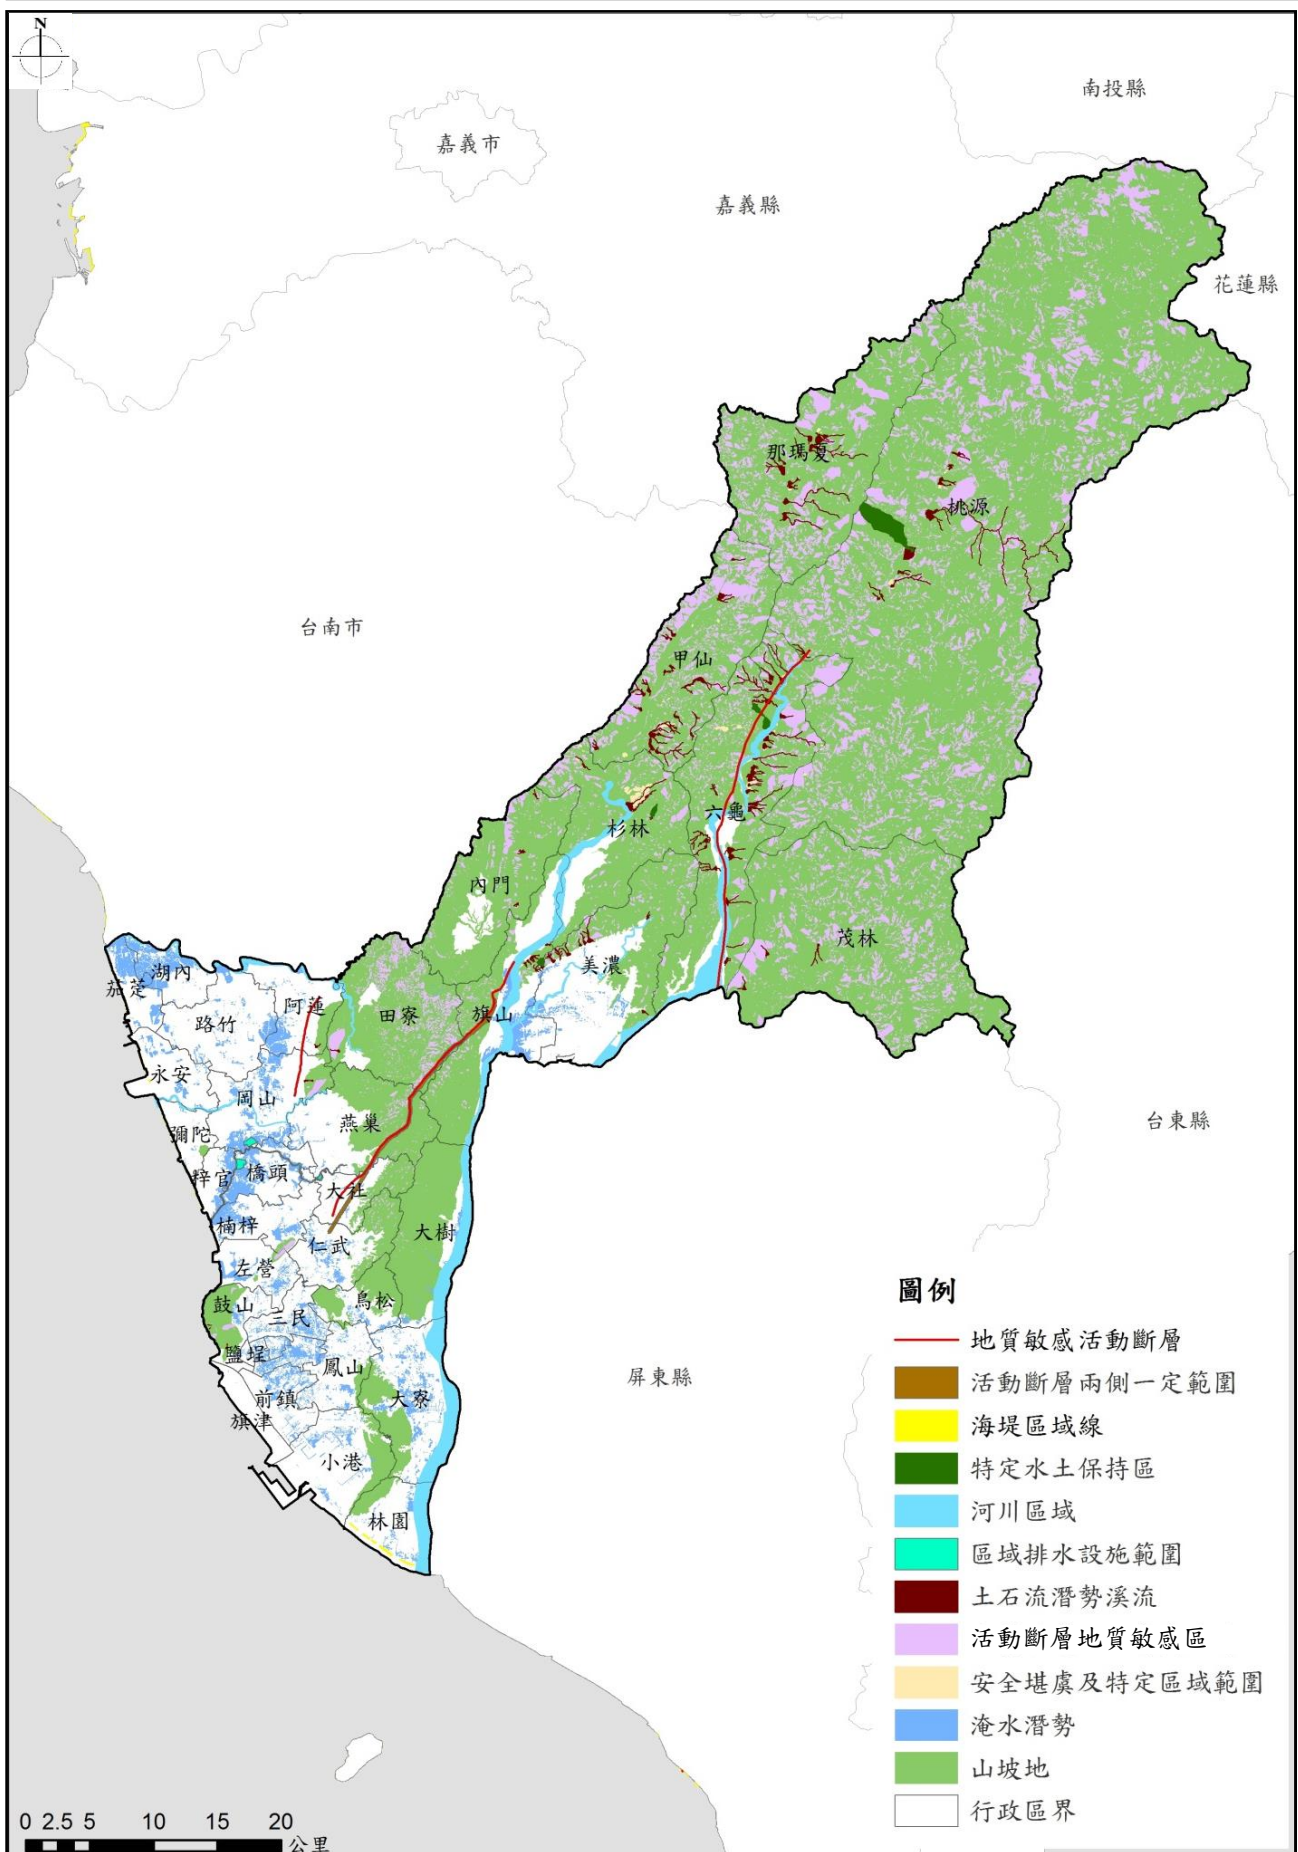 N
南投縣
嘉義市
嘉義縣
花蓮縣
那瑪夏
桃源
台南市
甲仙
六龜
杉林
內門
茂林
美濃
湖內
茄萣
阿蓮
田寮
旗山
路竹
永安
岡山
燕巢
台東縣
彌陀
梓官
橋頭
大社
楠梓
仁武
大樹
左營
鼓山
三民
鳥松
鹽埕
鳳山
屏東縣
前鎮
大寮
旗津
小港
林園
圖例
地質敏感活動斷層
活動斷層兩側一定範圍
海堤區域線
特定水土保持區
河川區域
區域排水設施範圍
土石流潛勢溪流
活動斷層地質敏感區
安全堪虞及特定區域範圍
淹水潛勢
山坡地
行政區界
0 2.5 5 10 15 20
公里